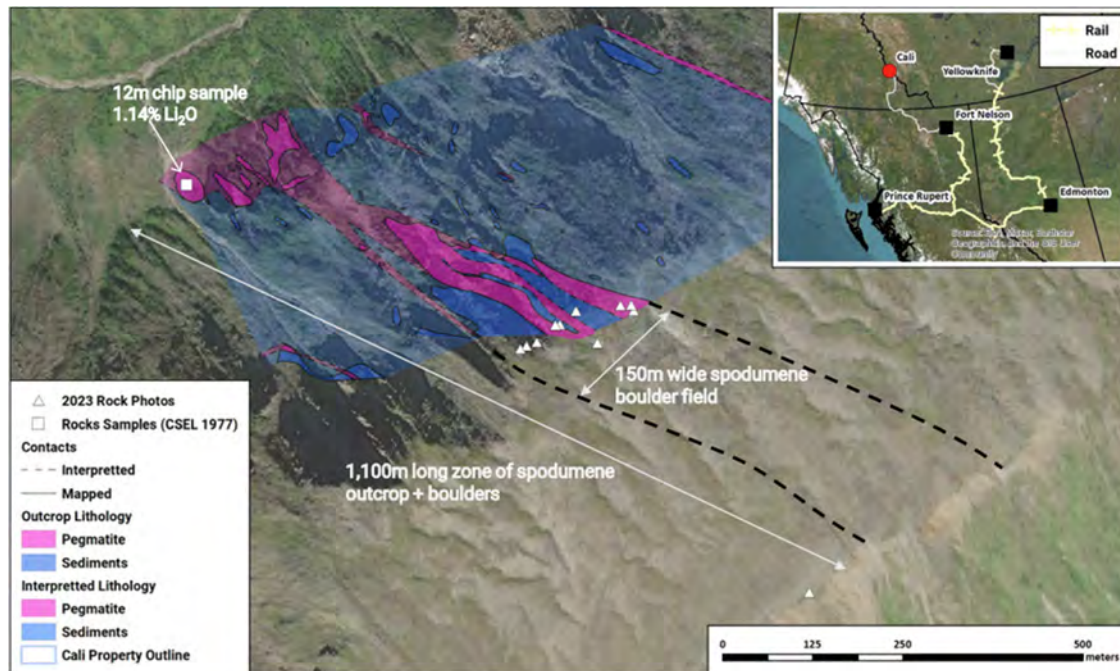 12m chip sample
1.14% Li₂O
150m wide spodumene
boulder field
1,100m long zone of spodumene
outcrop + boulders
Rail
Road
Cali
Yellowknife
Fort Nelson
Prince Rupert
Edmonton
Community
2023 Rock Photos
Rocks Samples (CSEL 1977)
Contacts
Interpretted
Mapped
Outcrop Lithology
Pegmatite
Sediments
Interpretted Lithology
Pegmatite
Sediments
Cali Property Outline
0 125 250 500
meters